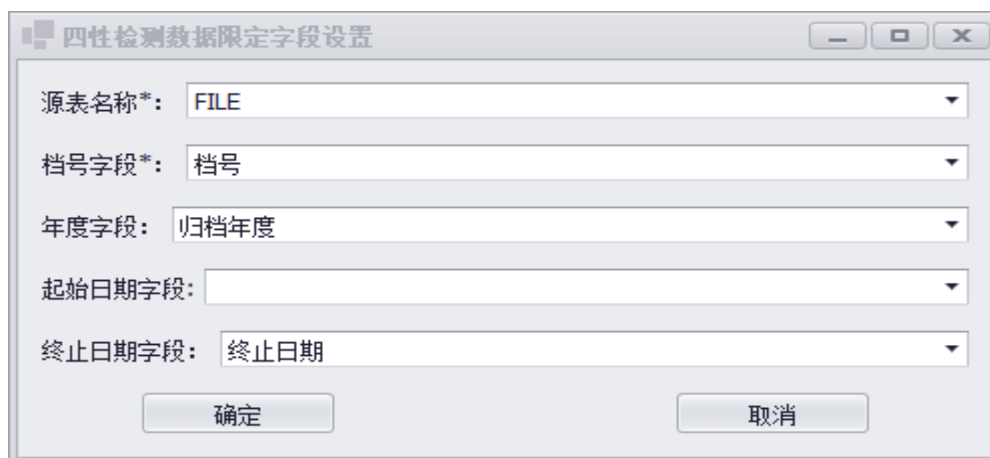 四性检测数据限定字段设置
源表名称*： FILE
档号字段*： 档号
年度字段： 归档年度
起始日期字段:
终止日期字段： 终止日期
确定 取消